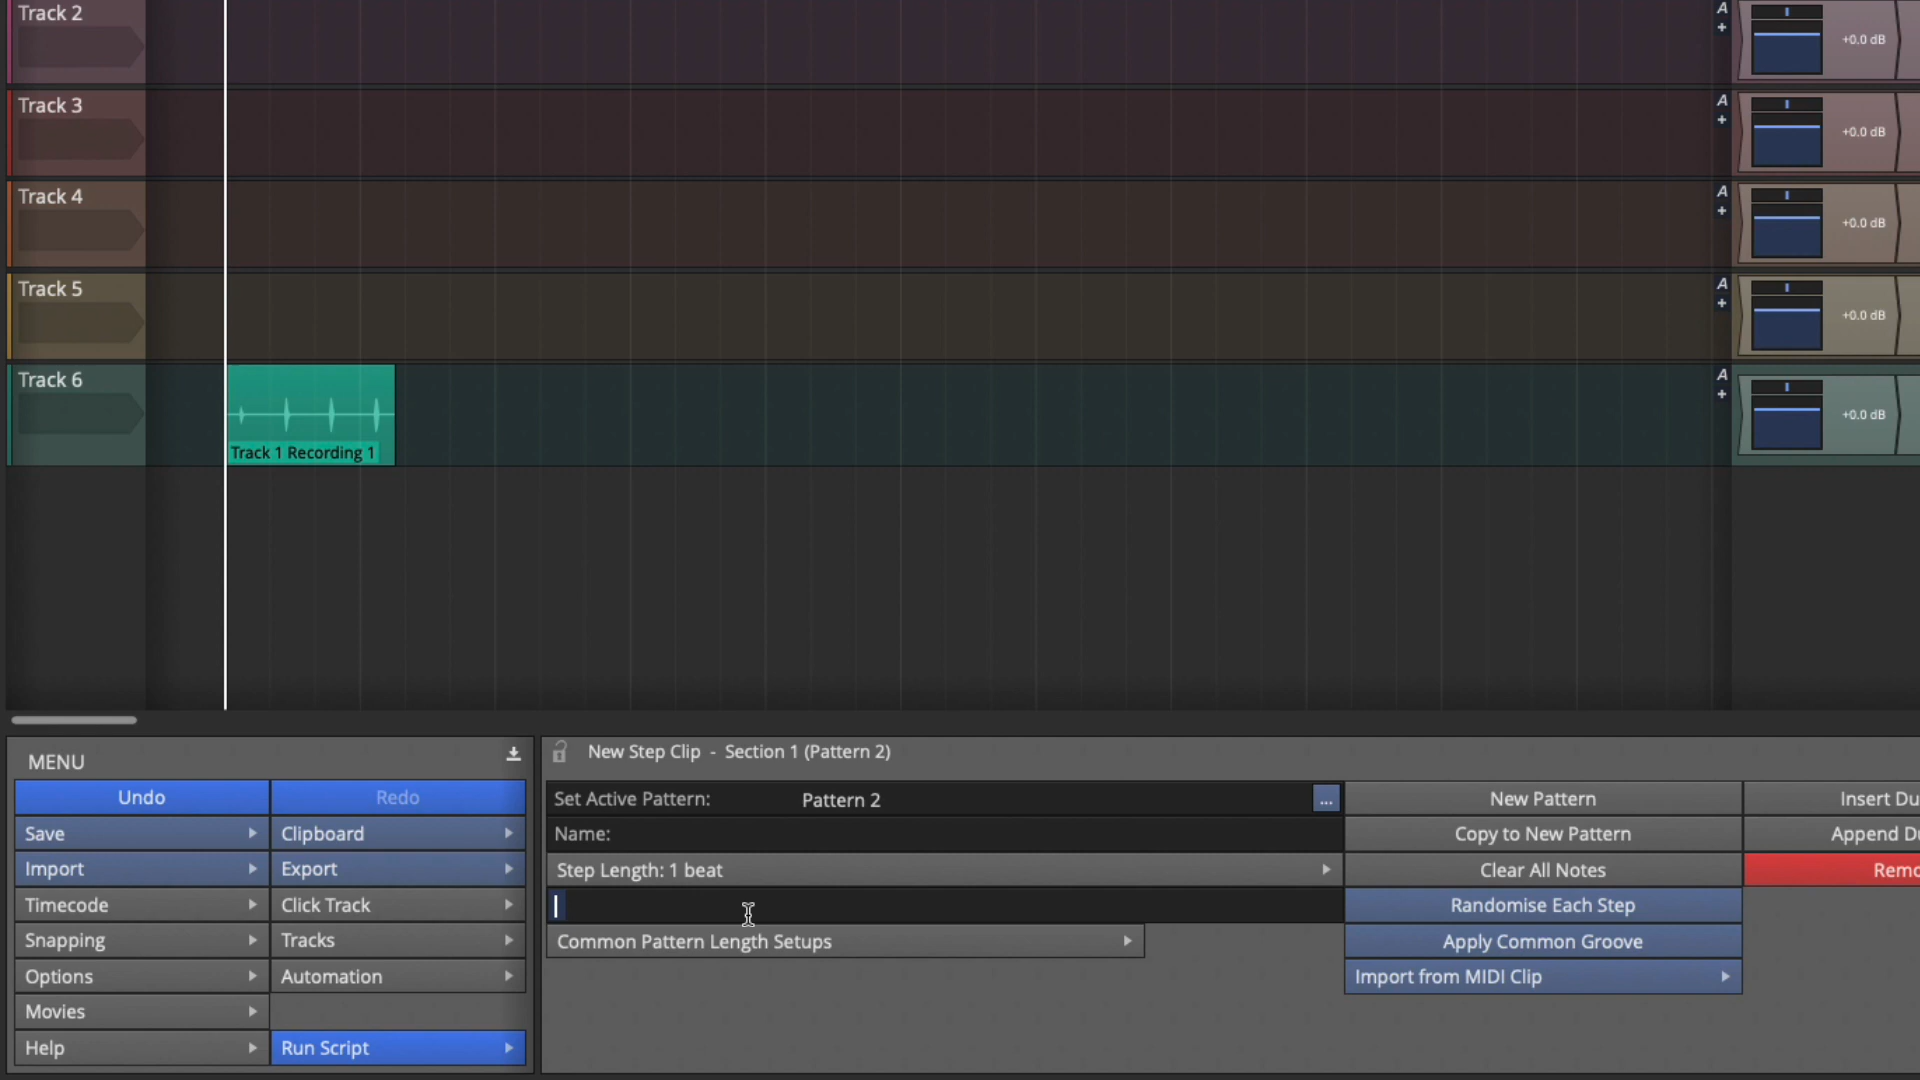 Track 2
A
+
+0.0 dB
Track 3
A
+
+0.0 dB
Track 4
A
+
+0.0 dB
Track 5
A
+
+0.0 dB
Track 6
A
+
+0.0 dB
Track 1 Recording 1
MENU
Undo
Redo
Save
Clipboard
Import
Export
Timecode
Click Track
Snapping
Tracks
Options
Automation
Movies
Help
Run Script
New Step Clip - Section 1 (Pattern 2)
Set Active Pattern: Pattern 2 ...
Name:
Step Length: 1 beat
Common Pattern Length Setups
New Pattern
Copy to New Pattern
Clear All Notes
Randomise Each Step
Apply Common Groove
Import from MIDI Clip
Insert Du
Append Du
Remo